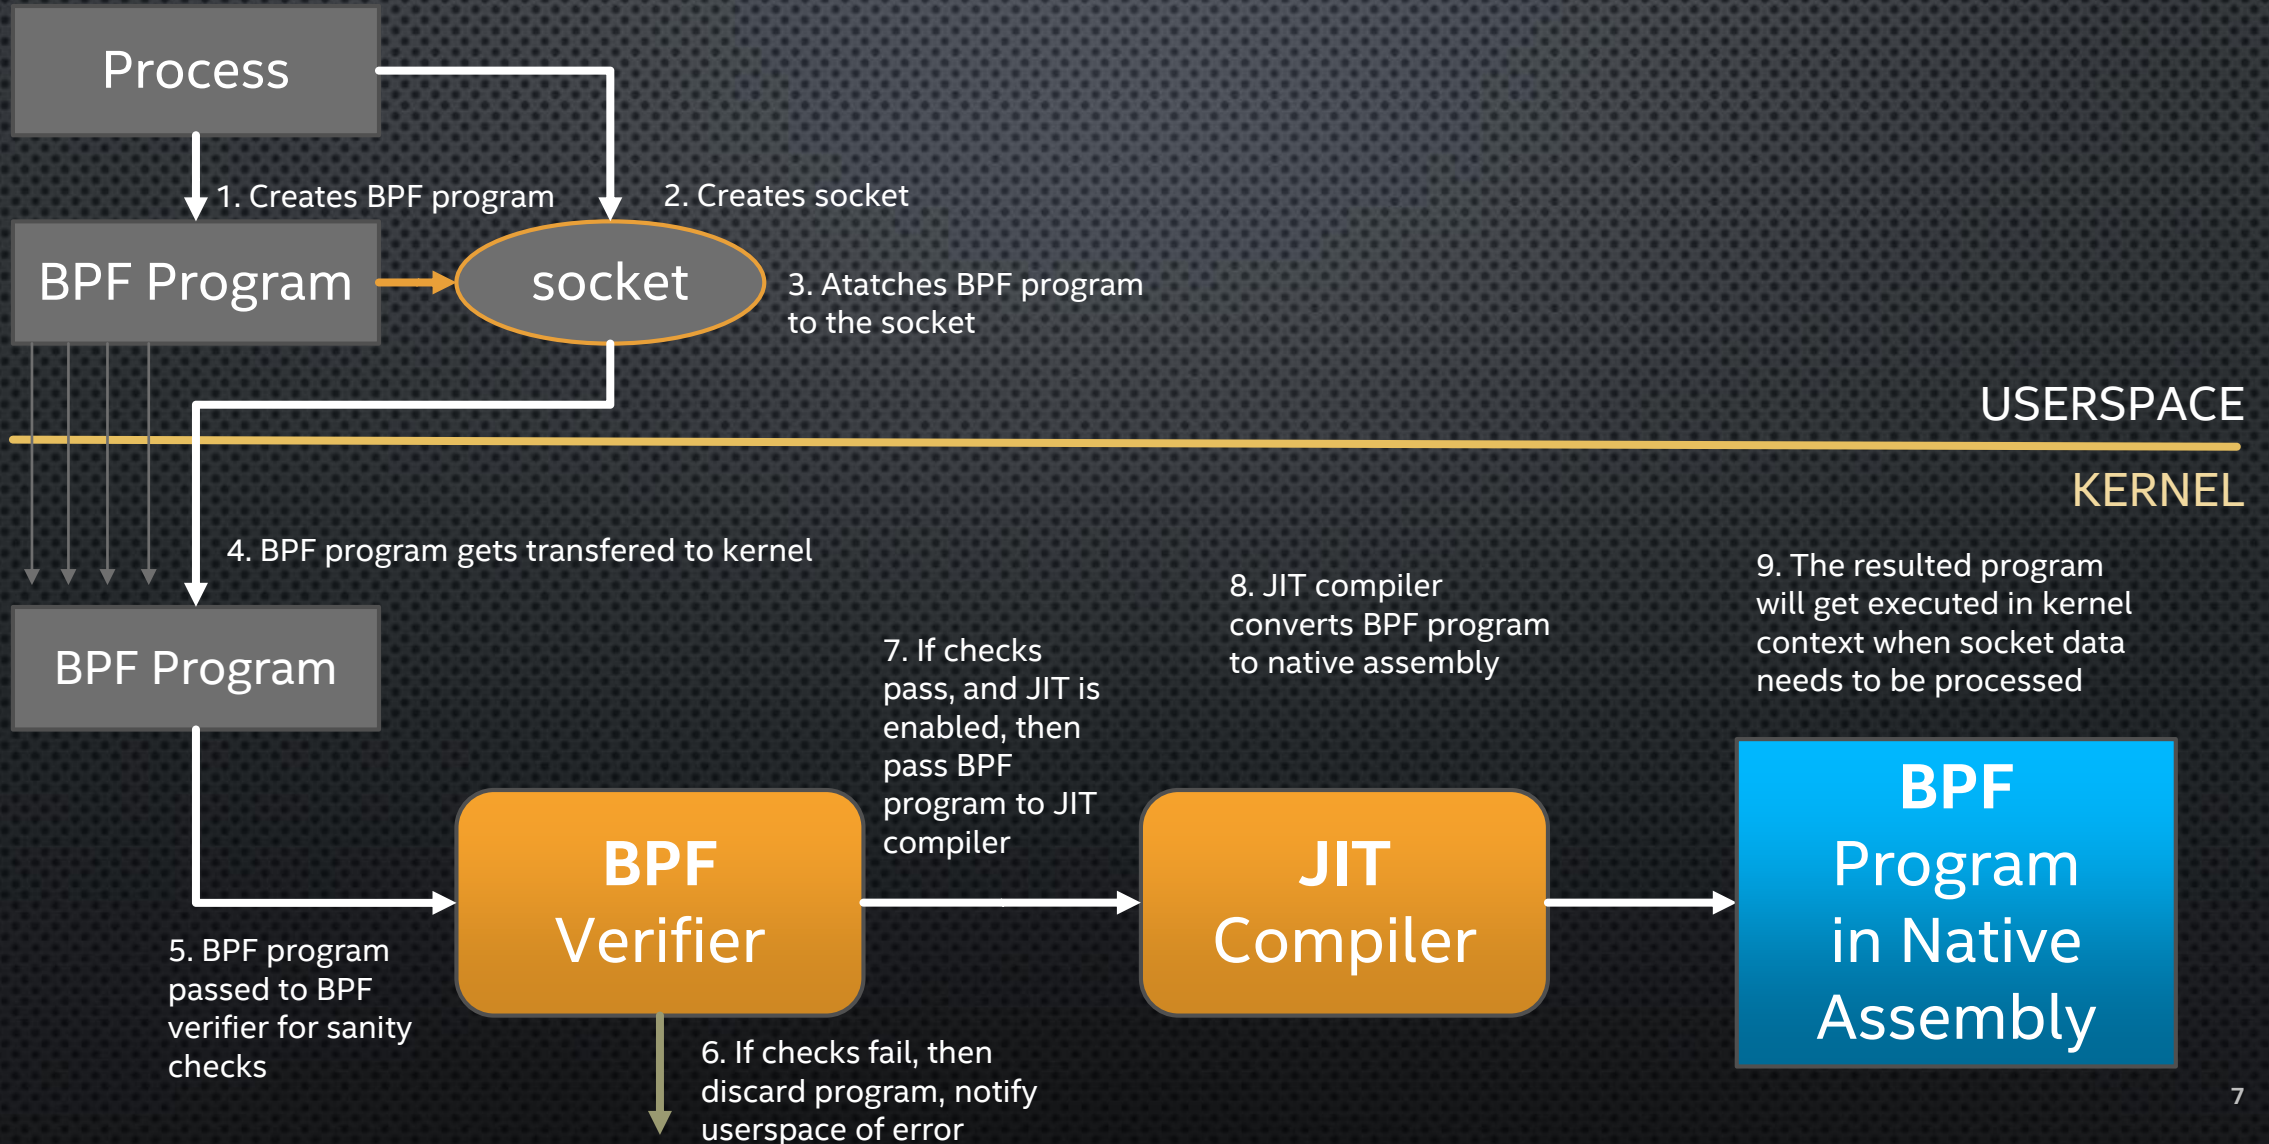 Process
1. Creates BPF program
2. Creates socket
BPF Program
socket
3. Atatches BPF program
to the socket
USERSPACE
KERNEL
4. BPF program gets transfered to kernel
BPF Program
5. BPF program
passed to BPF
verifier for sanity
checks
BPF
Verifier
6. If checks fail, then
discard program, notify
userspace of error
7. If checks
pass, and JIT is
enabled, then
pass BPF
program to JIT
compiler
8. JIT compiler
converts BPF program
to native assembly
JIT
Compiler
9. The resulted program
will get executed in kernel
context when socket data
needs to be processed
BPF
Program
in Native
Assembly
7